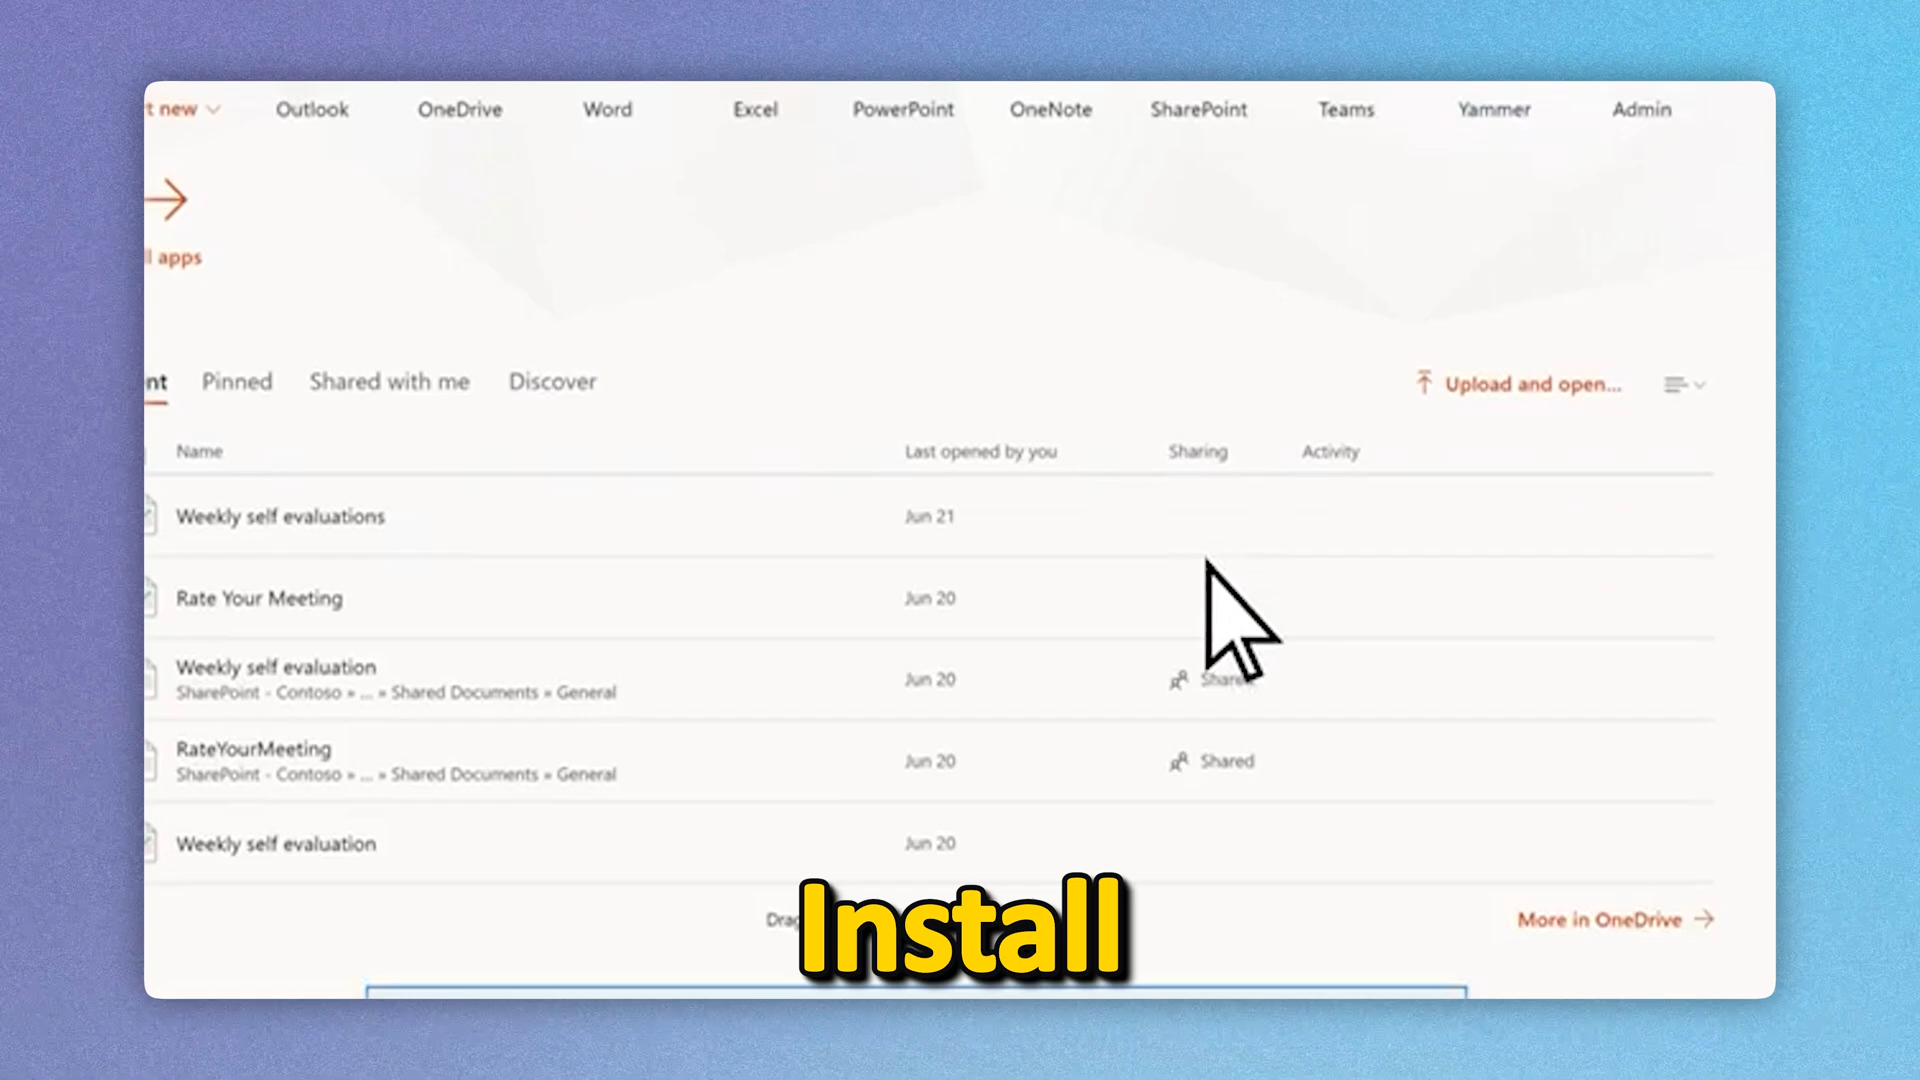 t new Outlook OneDrive Word Excel PowerPoint OneNote SharePoint Teams Yammer Admin
ll apps
nt Pinned Shared with me Discover Upload and open...
Name Last opened by you Sharing Activity
Weekly self evaluations Jun 21
Rate Your Meeting Jun 20
Weekly self evaluation
SharePoint - Contoso » ... » Shared Documents » General Jun 20 Shared
RateYourMeeting
SharePoint - Contoso » ... » Shared Documents » General Jun 20 Shared
Weekly self evaluation Jun 20
Drag More in OneDrive
Install